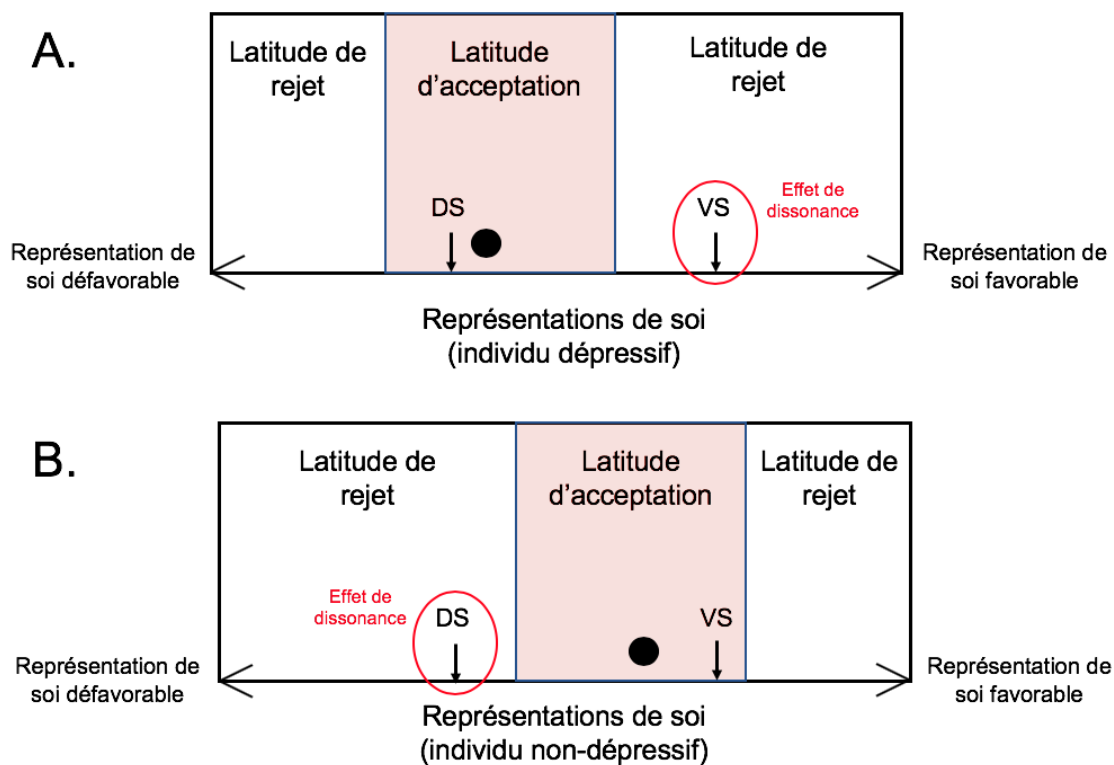 A.
Latitude de
rejet
Latitude
d’acceptation
Latitude de
rejet
DS
VS
Effet de
dissonance
Représentation de
soi défavorable
Représentation de
soi favorable
Représentations de soi
(individu dépressif)
B.
Latitude de
rejet
Latitude
d’acceptation
Latitude de
rejet
Effet de
dissonance
DS
VS
Représentation de
soi défavorable
Représentation de
soi favorable
Représentations de soi
(individu non-dépressif)